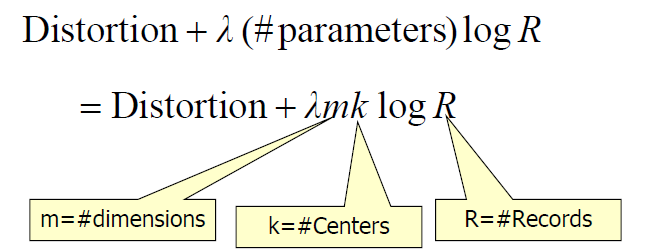 Distortion + λ (#parameters) log R
= Distortion + λmk log R
m=#dimensions
k=#Centers
R=#Records